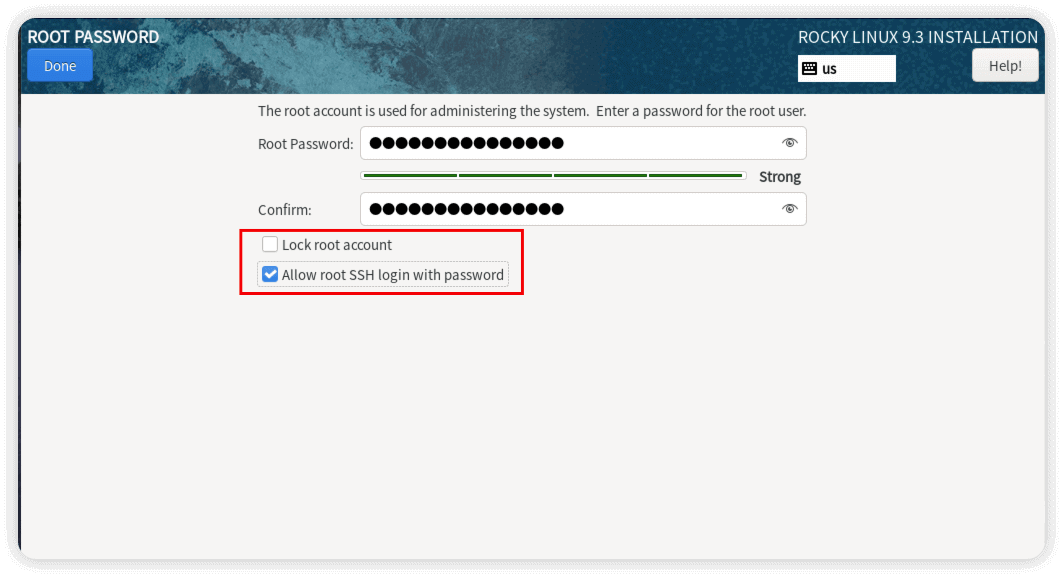 ROOT PASSWORD
ROCKY LINUX 9.3 INSTALLATION
Done
us
Help!
The root account is used for administering the system. Enter a password for the root user.
Root Password: ●●●●●●●●●●●●●●●
Strong
Confirm: ●●●●●●●●●●●●●●●
Lock root account
Allow root SSH login with password